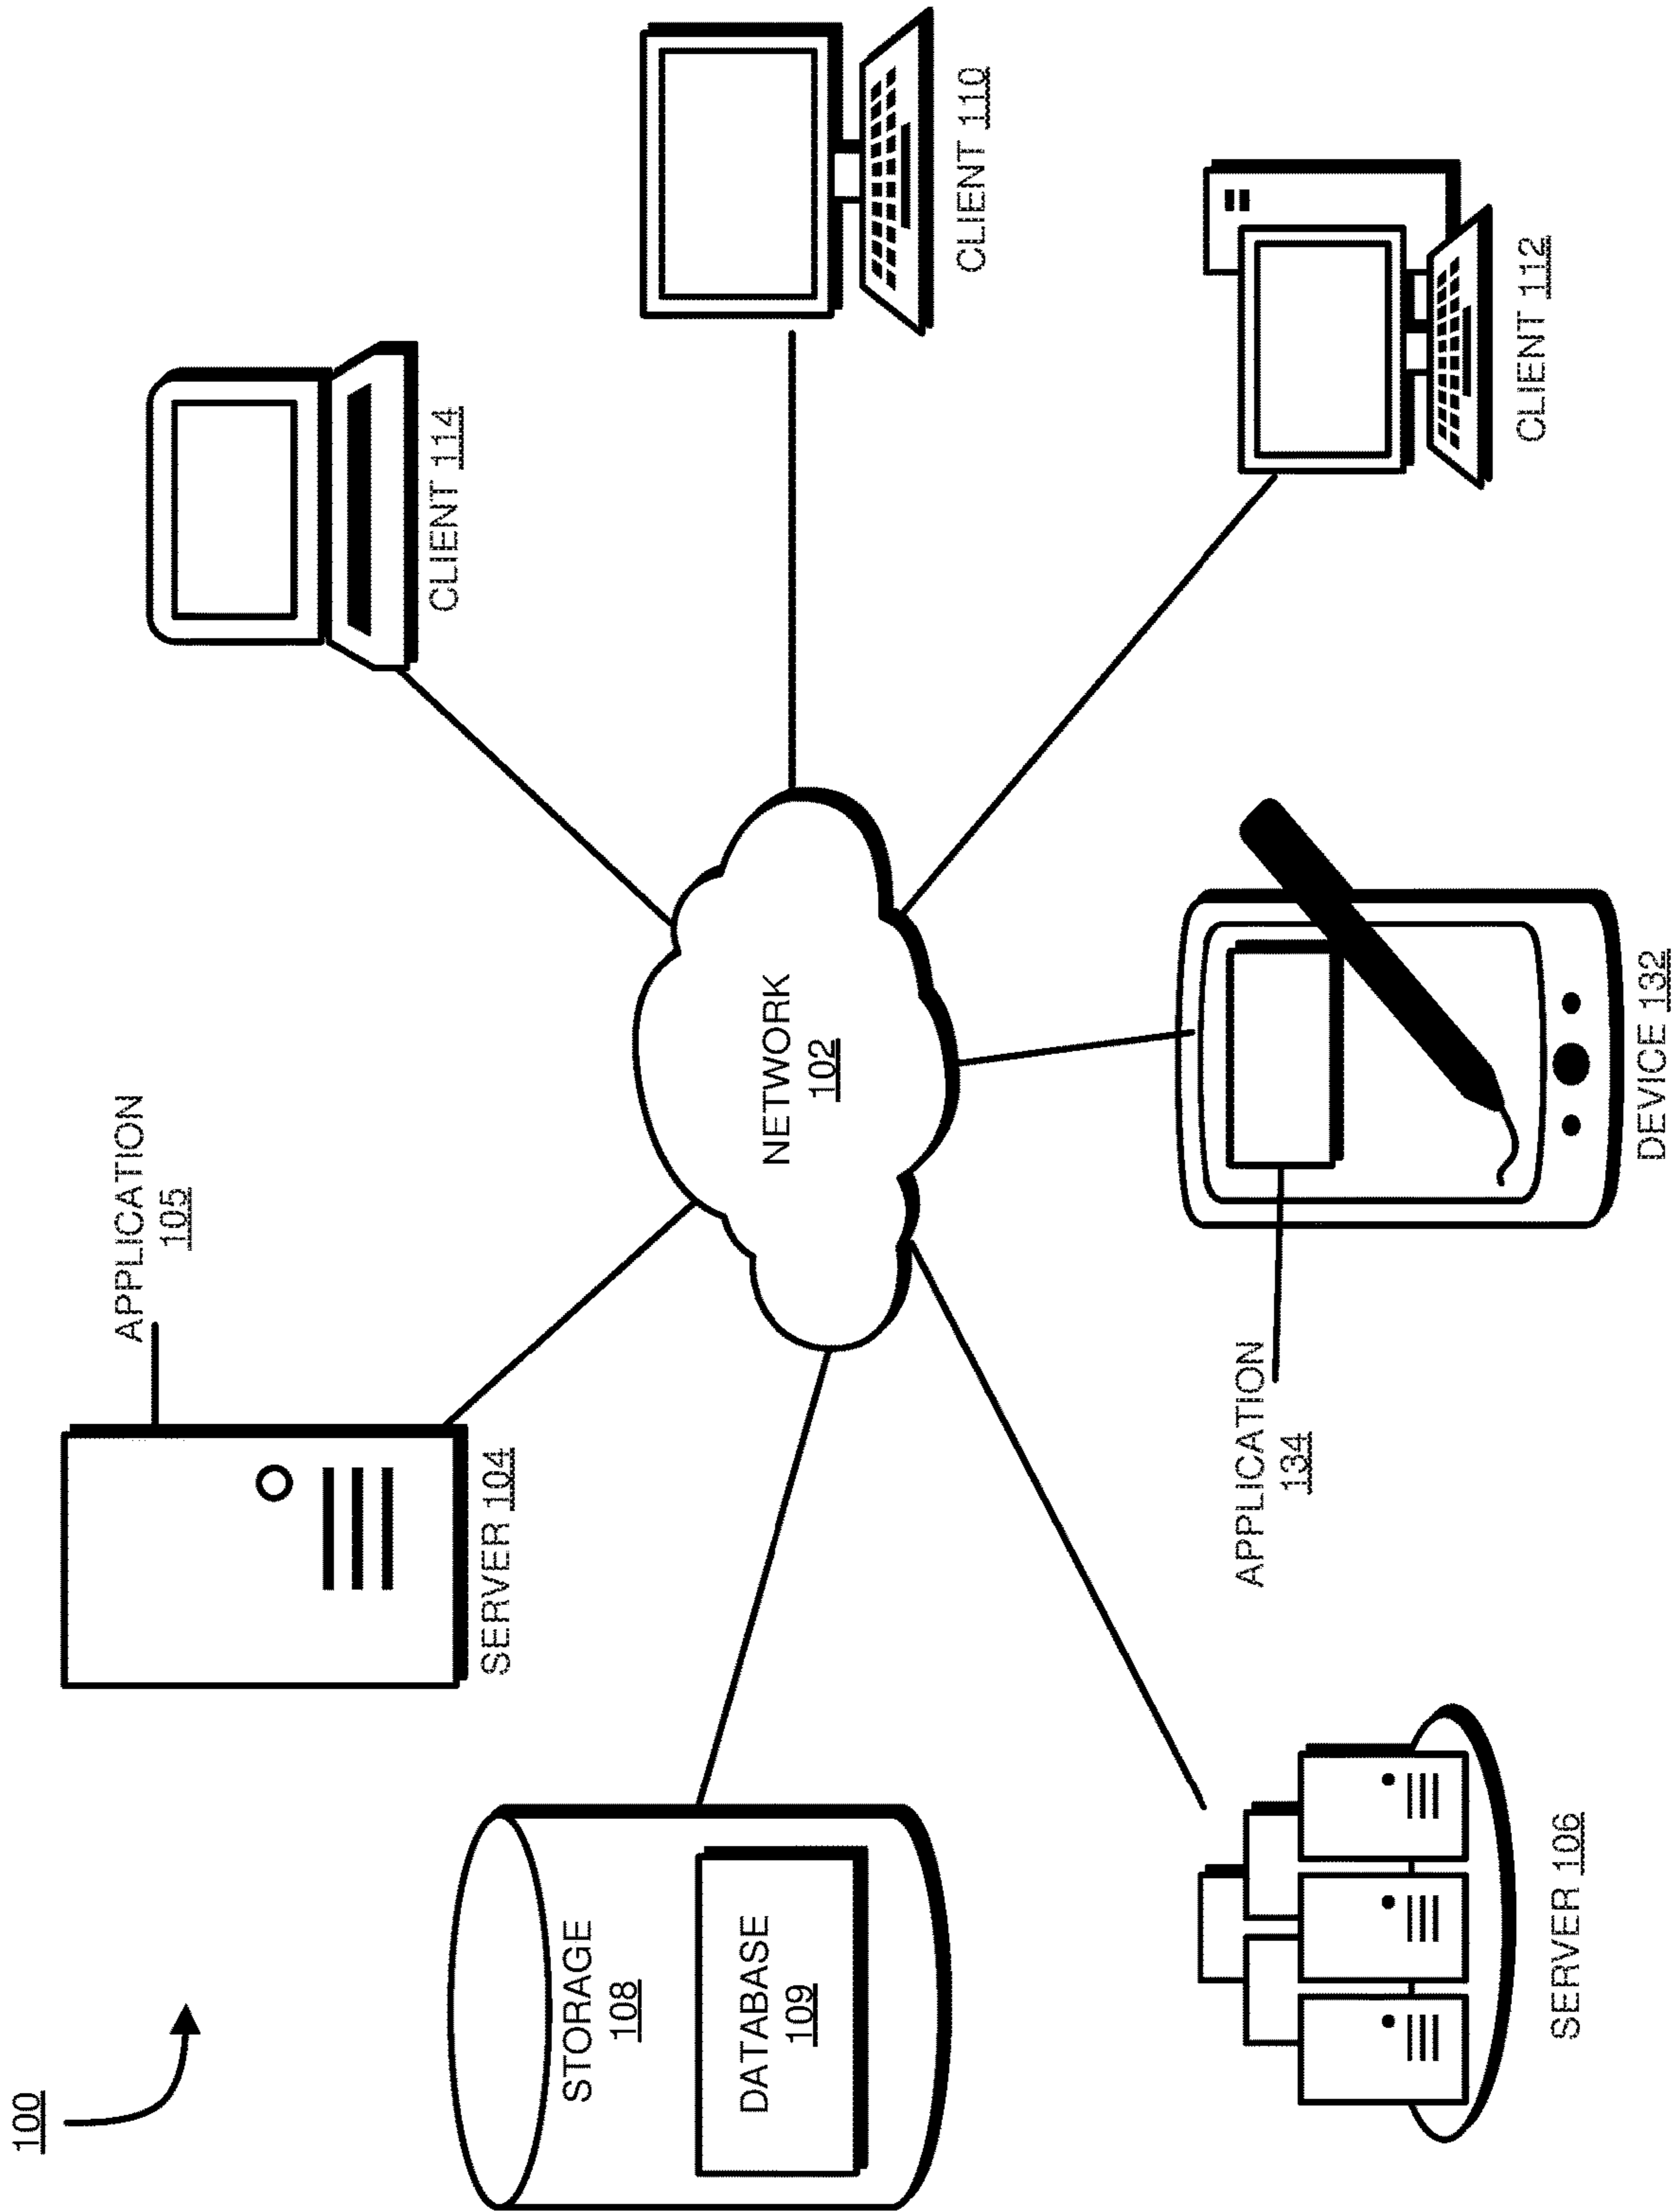 100
APPLICATION
105
SERVER 104
CLIENT 114
STORAGE
108
DATABASE
109
NETWORK
102
CLIENT 110
APPLICATION
134
SERVER 106
DEVICE 132
CLIENT 112